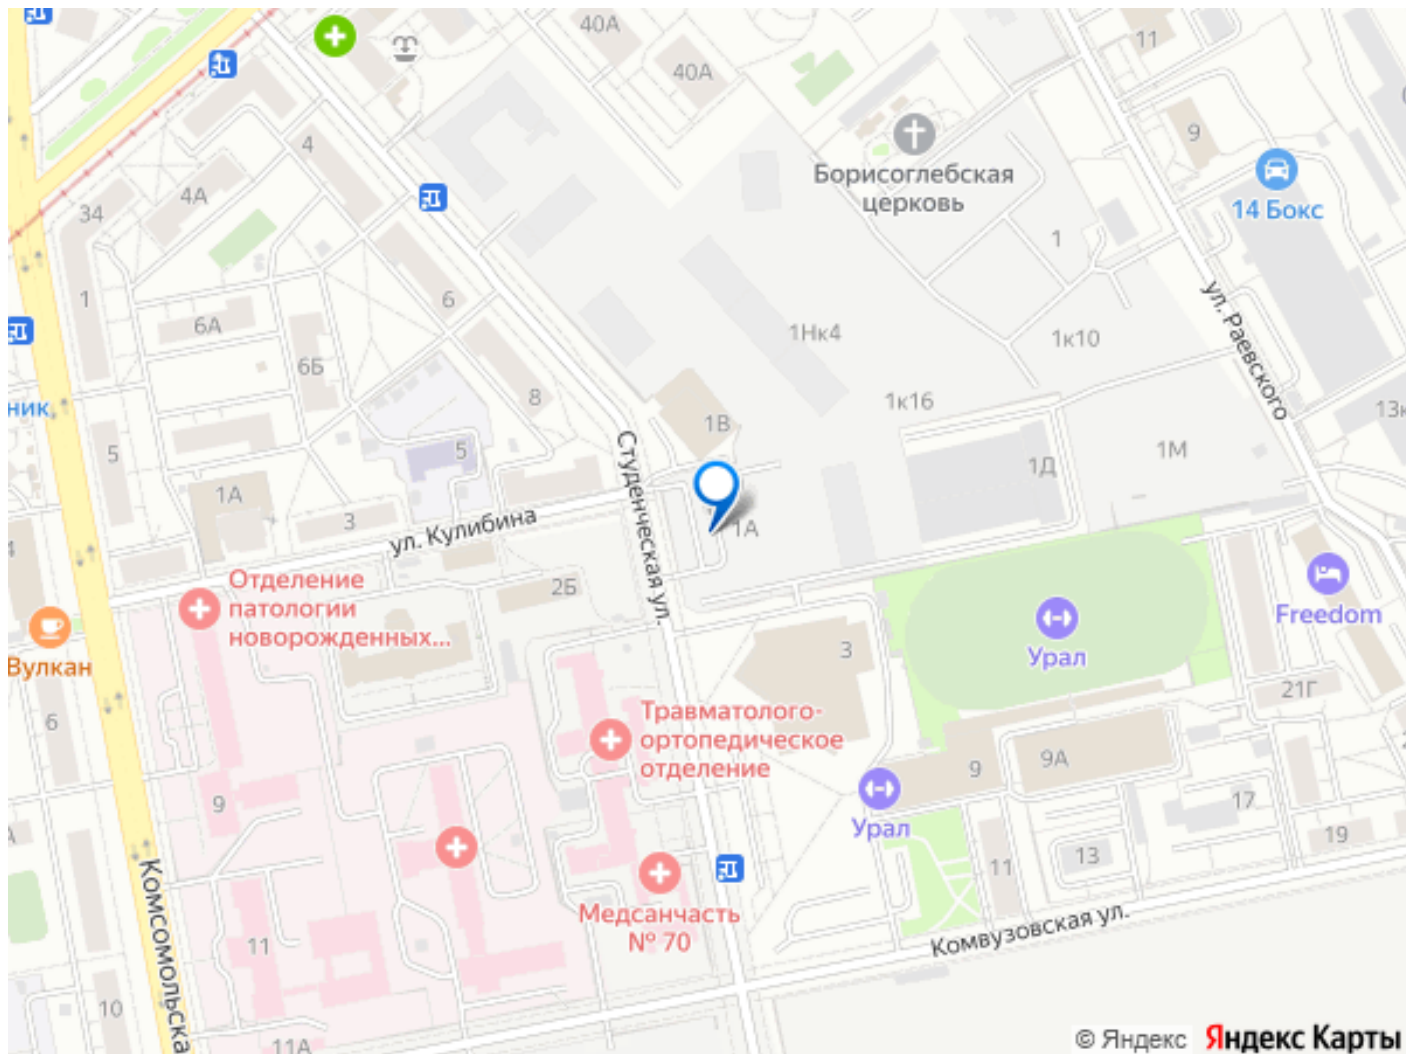 40А
11
40А
9
4
Борисоглебская
церковь
4А
14 Бокс
34
1
ул. Раевского
6
1
6А
1Нк4
1к10
6Б
8
1к16
ник
13к
1В
5
5
Студенческая ул.
1М
1Д
1А
3
ул. Кулибина
1А
4
Отделение
патологии
новорожденных...
2Б
Freedom
Вулкан
3
Урал
21Г
6
Травматолого-
ортопедическое
отделение
9
9А
9
17
Урал
19
А
13
11
Комсомольска
Медсанчасть
№ 70
Комвузовская ул.
11
10
11А
© Яндекс Яндекс Карты